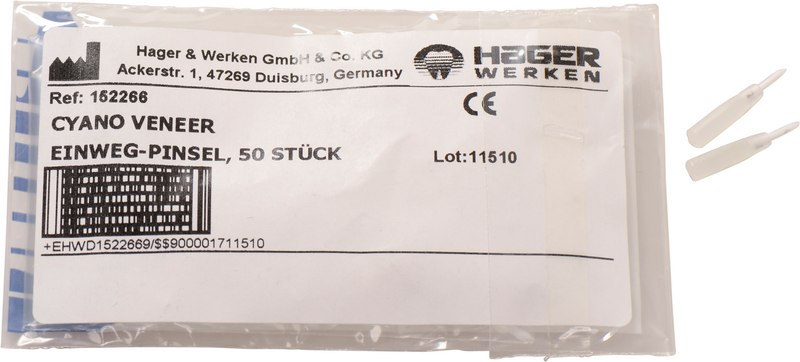 Hager & Werken GmbH & Co. KG
Ackerstr. 1, 47269 Duisburg, Germany
HAGER
WERKEN
Ref: 152266
CE
CYANO VENEER
EINWEG-PINSEL, 50 STÜCK
Lot:11510
+EHWD1522669/$$900001711510